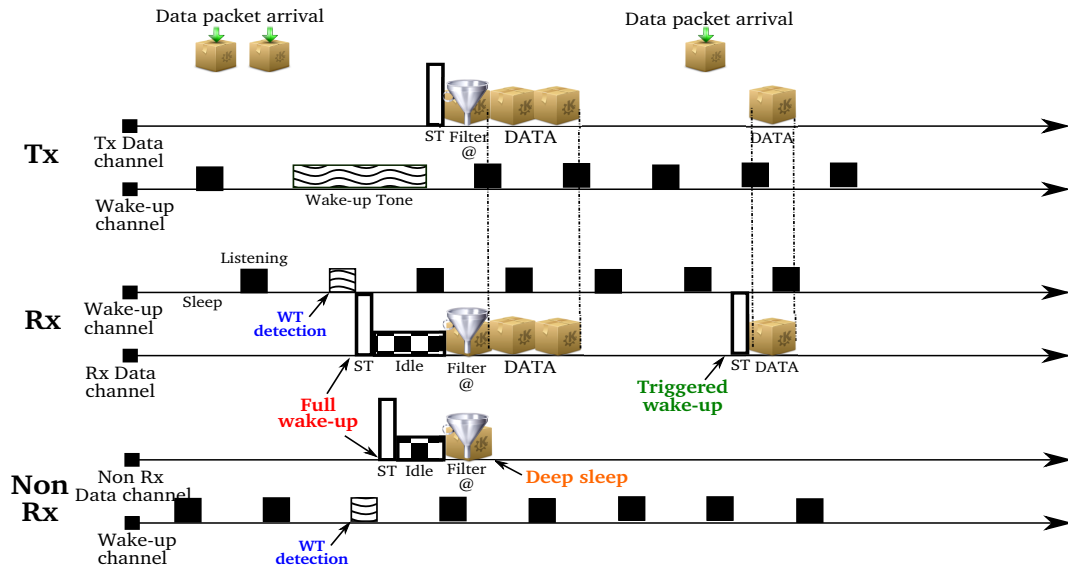 Data packet arrival
Data packet arrival
ST
Filter
@
DATA
DATA
Tx
Tx Data
channel
Wake-up Tone
Wake-up
channel
Listening
Sleep
Wake-up
channel
WT
detection
Rx
ST
Idle
Filter
@
DATA
ST
DATA
Rx Data
channel
Full
wake-up
Triggered
wake-up
ST
Idle
Filter
@
Deep sleep
Non Rx
Data channel
Non
Rx
Wake-up
channel
WT
detection